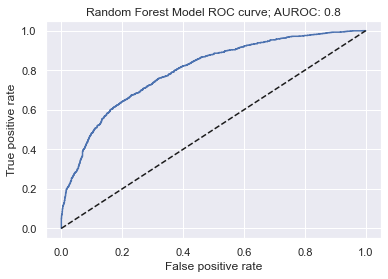 Random Forest Model ROC curve; AUROC: 0.8
1.0
0.8
0.6
0.4
0.2
0.0
True positive rate
0.0 0.2 0.4 0.6 0.8 1.0
False positive rate